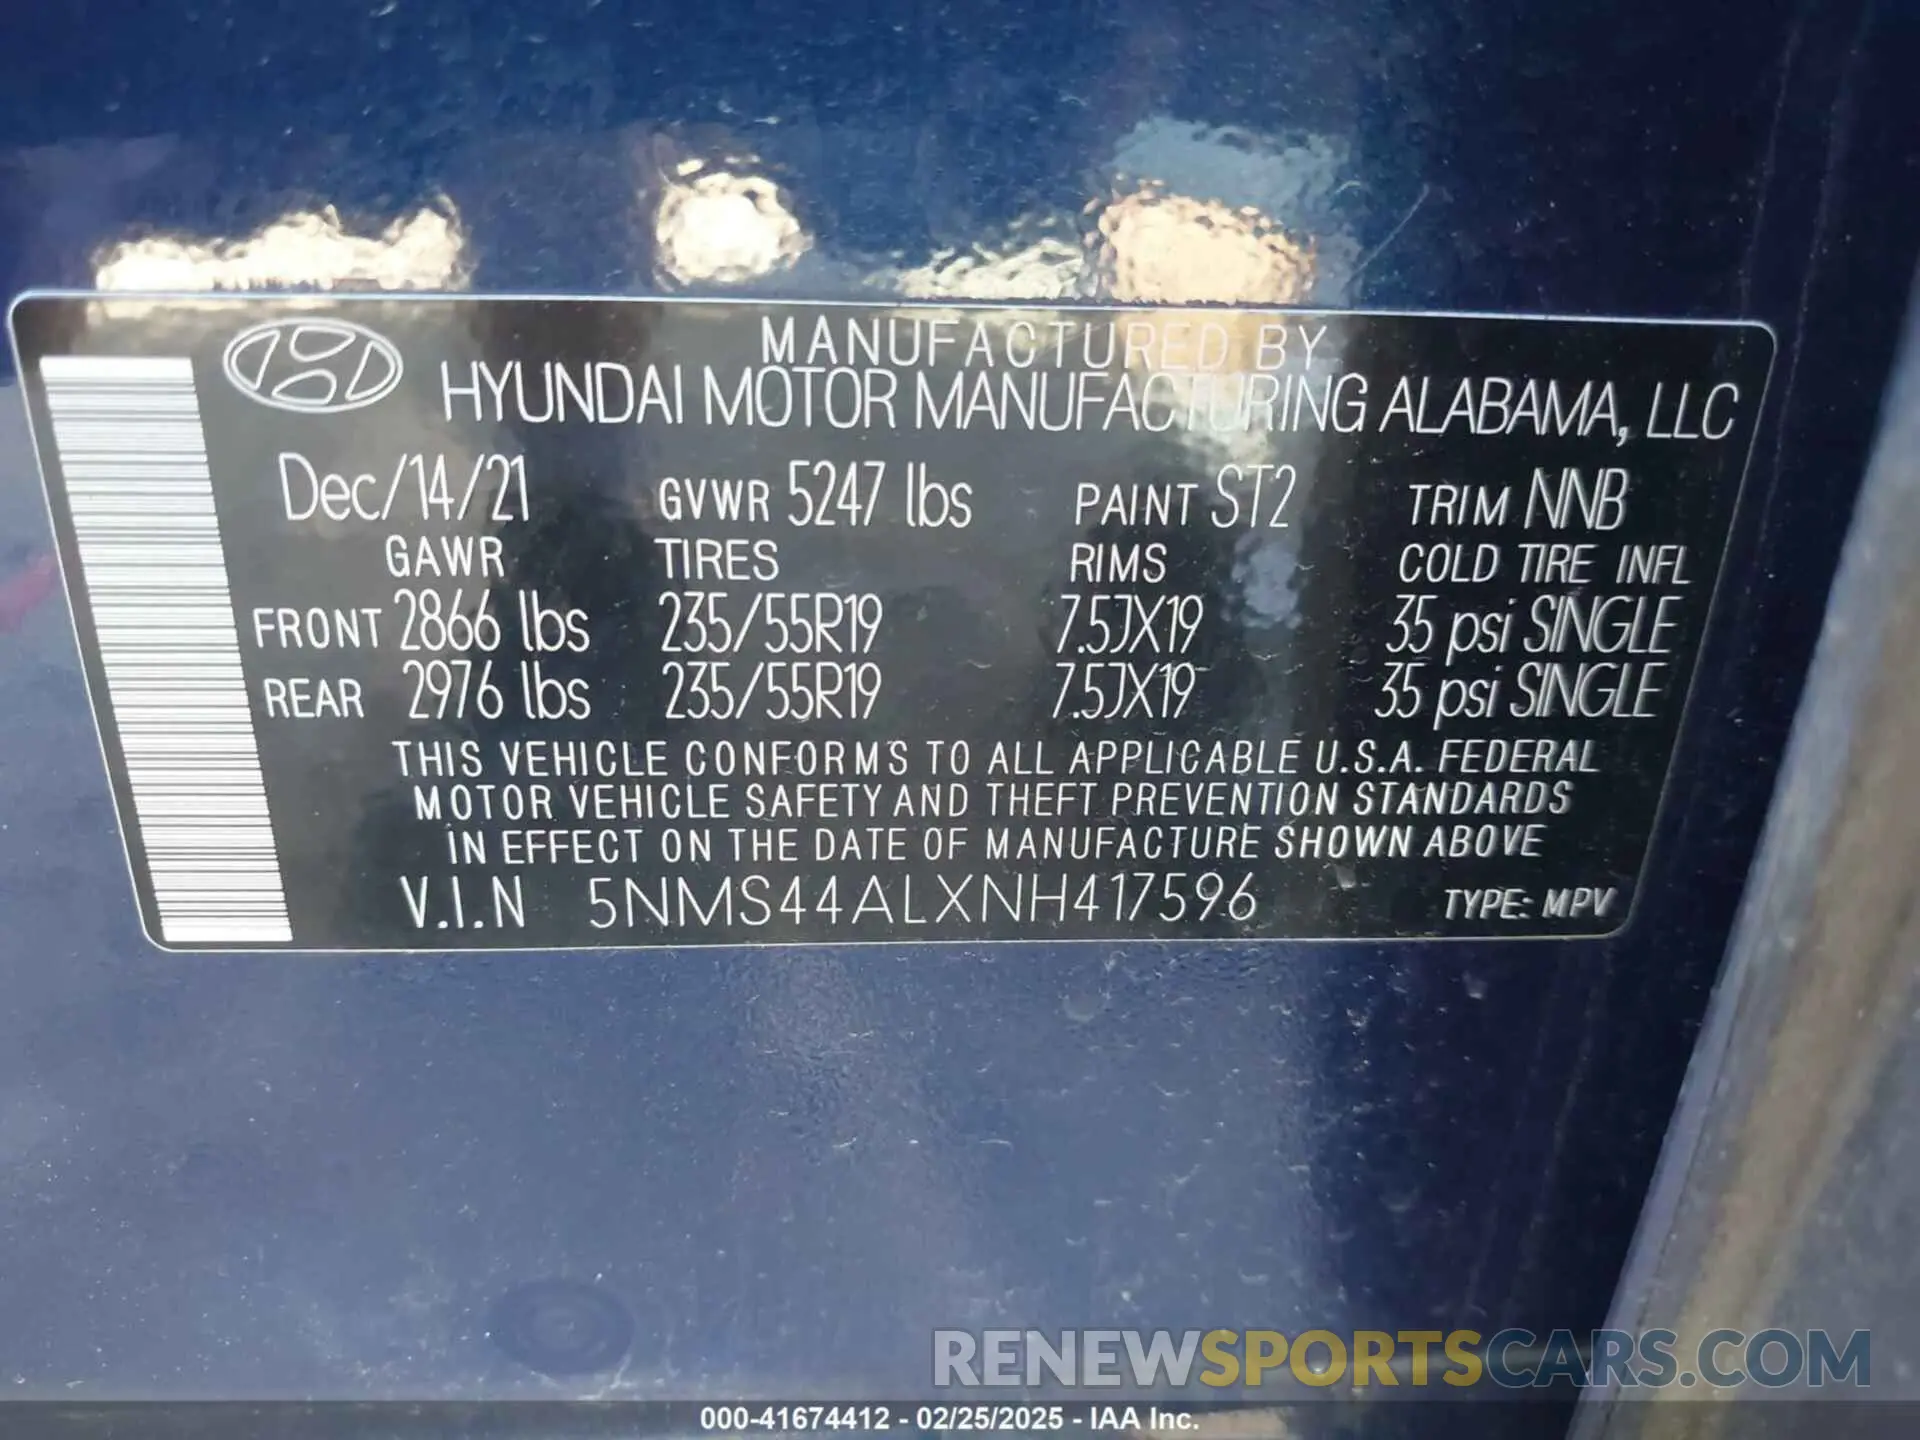 MANUFACTURED BY
HYUNDAI MOTOR MANUFACTURING ALABAMA, LLC
Dec/14/21 GVWR 5247 lbs PAINT ST2 TRIM NNB
GAWR TIRES RIMS COLD TIRE INFL
FRONT 2866 lbs 235/55R19 7.5JX19 35 psi SINGLE
REAR 2976 lbs 235/55R19 7.5JX19 35 psi SINGLE
THIS VEHICLE CONFORMS TO ALL APPLICABLE U.S.A. FEDERAL
MOTOR VEHICLE SAFETY AND THEFT PREVENTION STANDARDS
IN EFFECT ON THE DATE OF MANUFACTURE SHOWN ABOVE
V.I.N 5NMS44ALXNH417596 TYPE: MPV
RENEWSPORTSCARS.COM
000-41674412 - 02/25/2025 - IAA Inc.